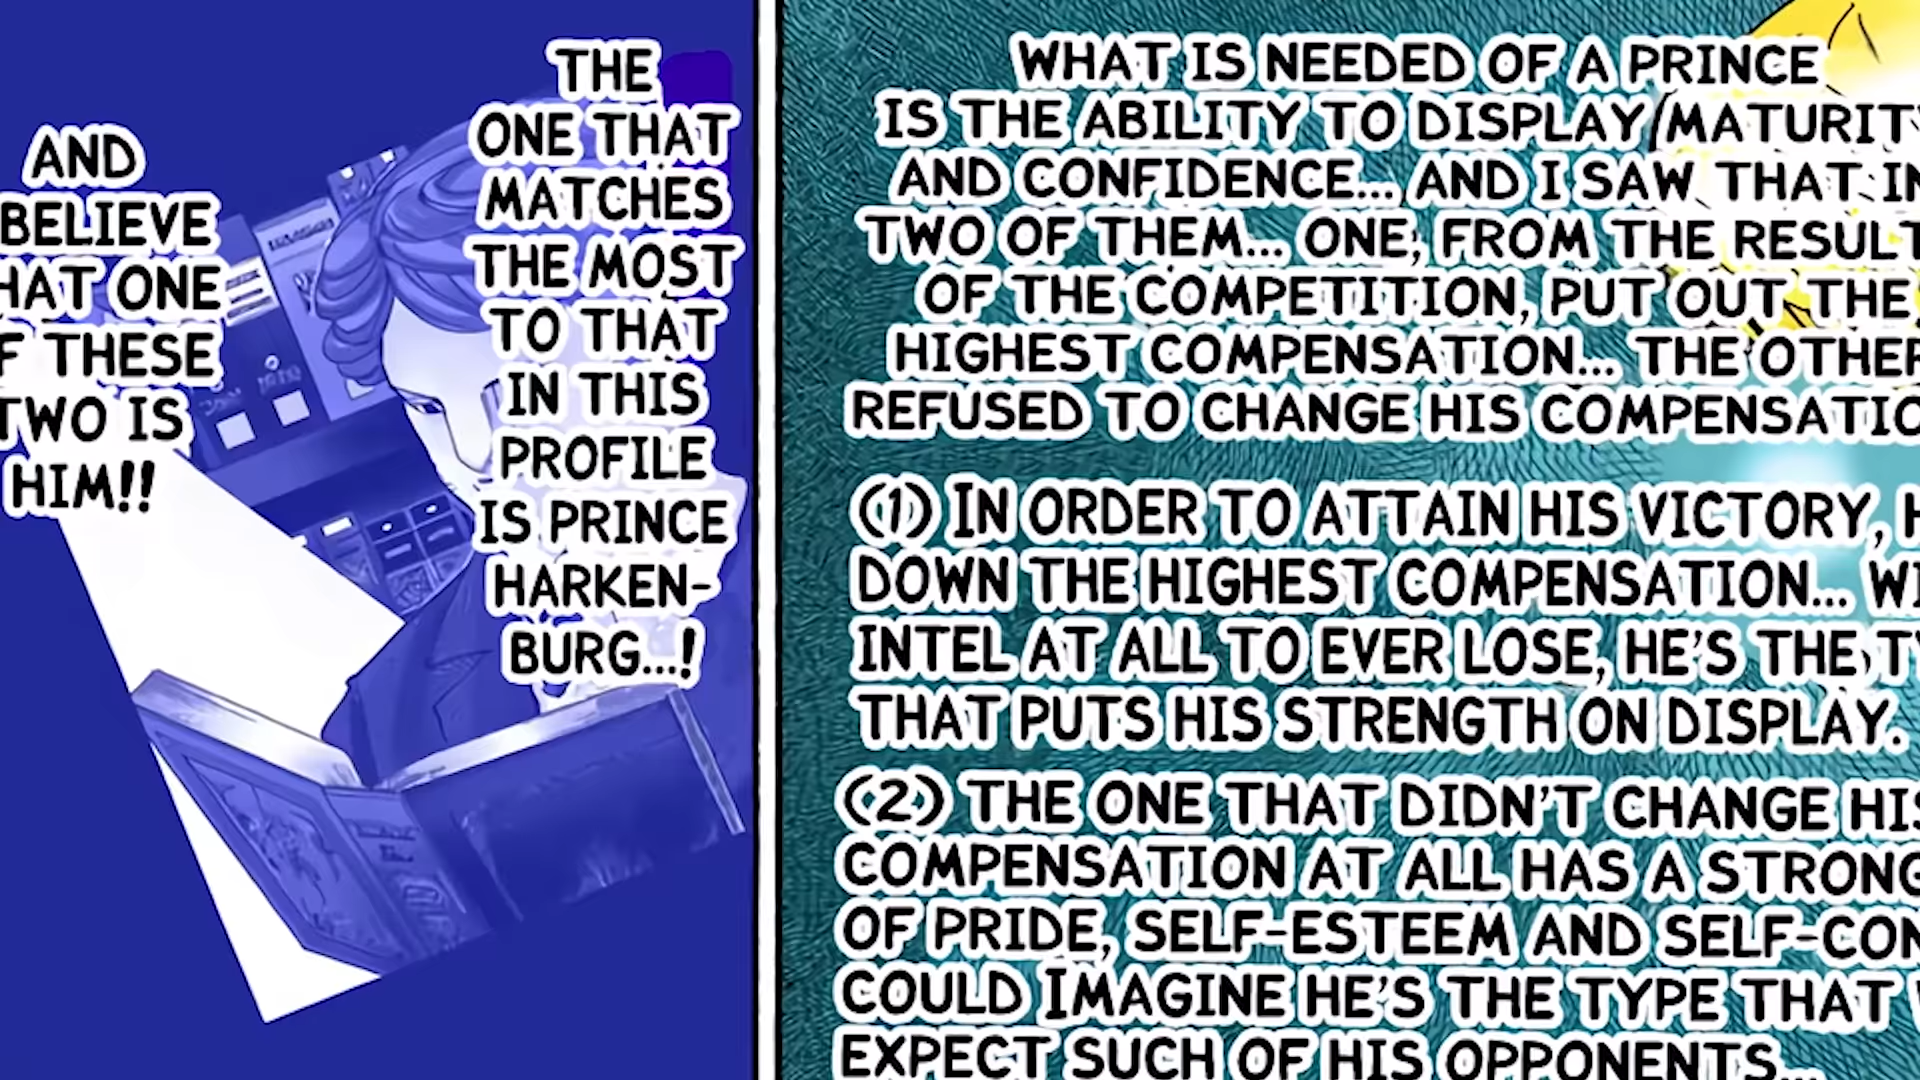 WHAT IS NEEDED OF A PRINCE
IS THE ABILITY TO DISPLAY MATURIT
AND CONFIDENCE... AND I SAW THAT IN
TWO OF THEM... ONE, FROM THE RESULT
OF THE COMPETITION, PUT OUT THE
HIGHEST COMPENSATION... THE OTHER
REFUSED TO CHANGE HIS COMPENSATIO
(1) IN ORDER TO ATTAIN HIS VICTORY, H
DOWN THE HIGHEST COMPENSATION... WI
INTEL AT ALL TO EVER LOSE, HE'S THE TY
THAT PUTS HIS STRENGTH ON DISPLAY.
(2) THE ONE THAT DIDN'T CHANGE HIS
COMPENSATION AT ALL HAS A STRONG
OF PRIDE, SELF-ESTEEM AND SELF-CON
COULD IMAGINE HE'S THE TYPE THAT
EXPECT SUCH OF HIS OPPONENTS...
THE
ONE THAT
MATCHES
THE MOST
TO THAT
IN THIS
PROFILE
IS PRINCE
HARKEN-
BURG...!
AND
BELIEVE
HAT ONE
F THESE
TWO IS
HIM!!